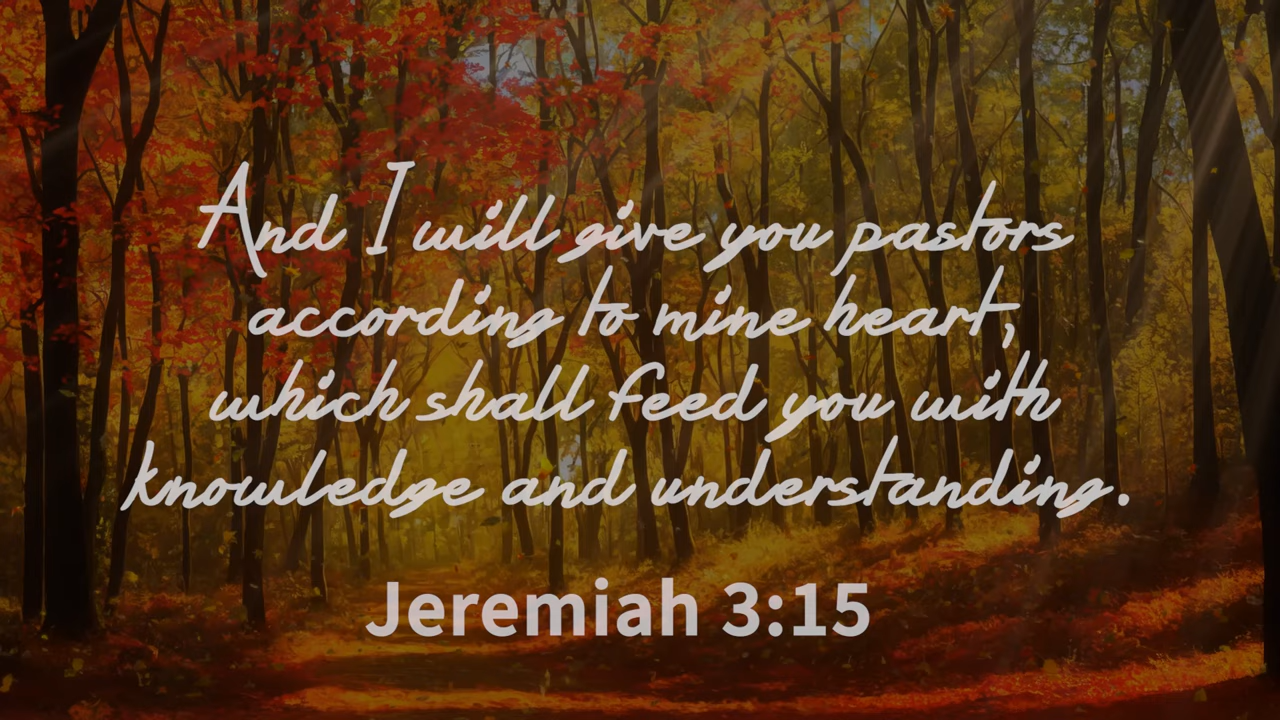 And I will give you pastors
according to mine heart,
which shall feed you with
knowledge and understanding.
Jeremiah 3:15